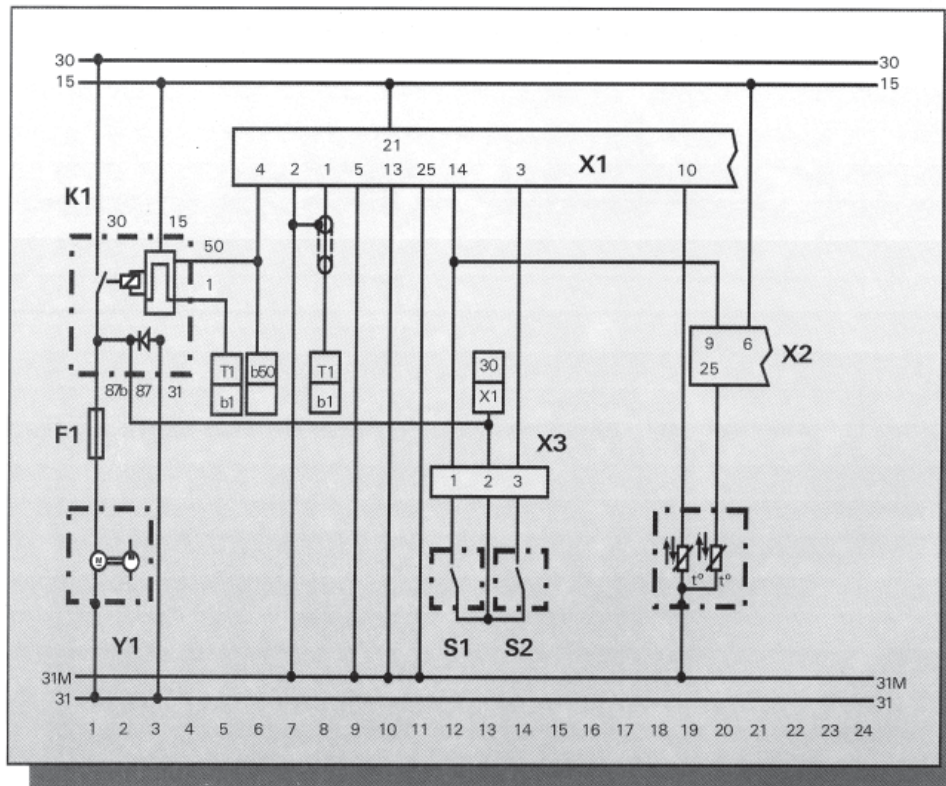 30 30
15 15
21
4 2 1 5 13 25 14 3 X1 10
K1
30 15
50
1
9 6
25 X2
T1 b50 T1 30
b1 b1 X1
87b 87 31
F1
X3
1 2 3
M M
t° t°
Y1 S1 S2
31M 31M
31 31
1 2 3 4 5 6 7 8 9 10 11 12 13 14 15 16 17 18 19 20 21 22 23 24